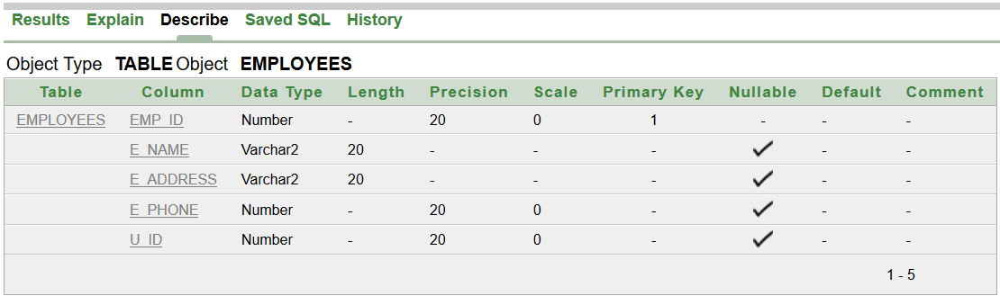 Results Explain Describe Saved SQL History
Object Type TABLE Object EMPLOYEES
Table Column Data Type Length Precision Scale Primary Key Nullable Default Comment
EMPLOYEES EMP_ID Number - 20 0 1 - - -
E_NAME Varchar2 20 - - - - -
E_ADDRESS Varchar2 20 - - - - -
E_PHONE Number - 20 0 - - -
U_ID Number - 20 0 - - -
1 - 5